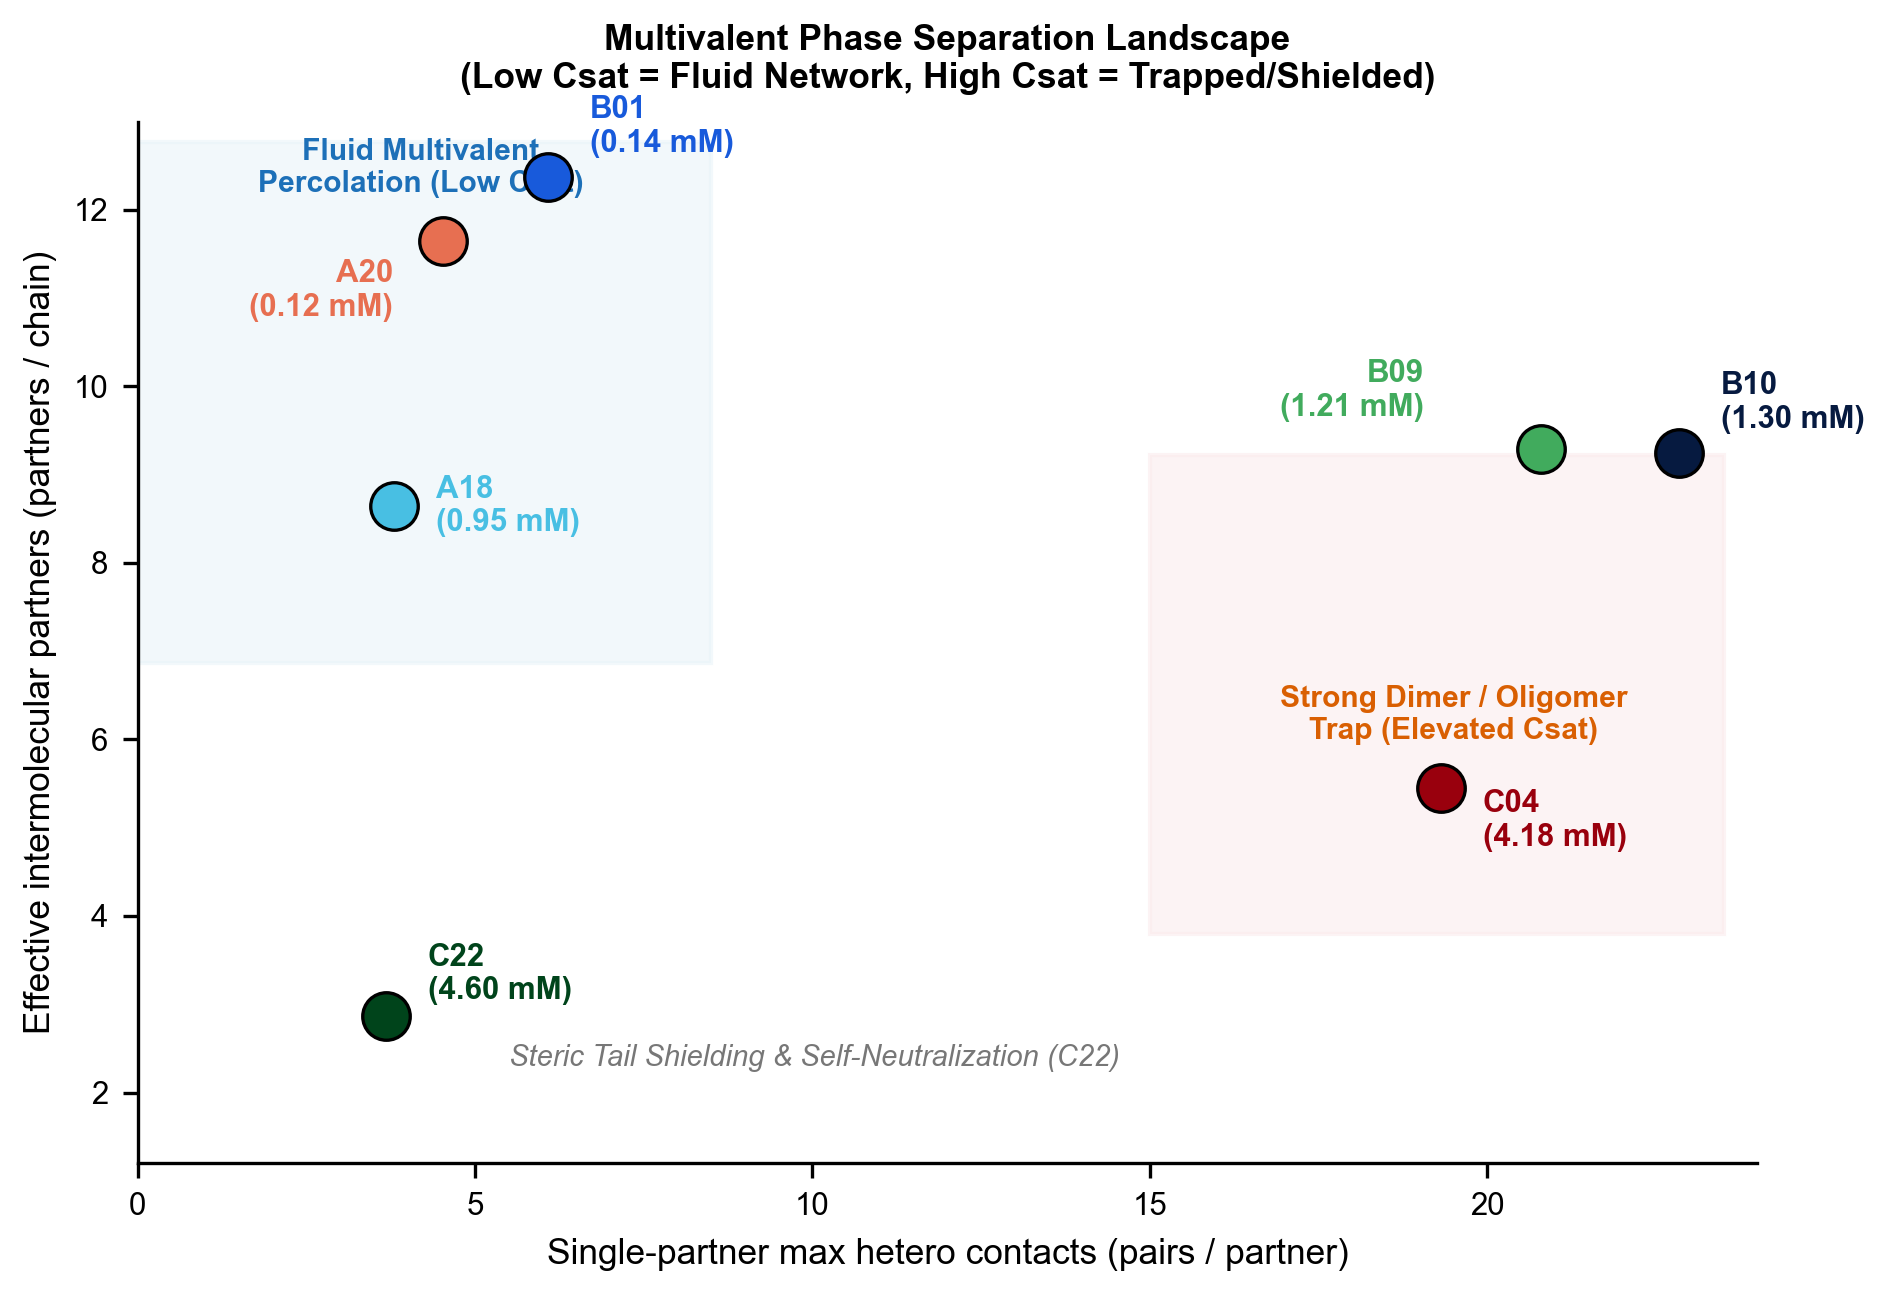 Multivalent Phase Separation Landscape
(Low Csat = Fluid Network, High Csat = Trapped/Shielded)
B01
(0.14 mM)
Fluid Multivalent
Percolation (Low
A20
(0.12 mM)
A18
(0.95 mM)
B09
(1.21 mM)
B10
(1.30 mM)
Strong Dimer / Oligomer
Trap (Elevated Csat)
C04
(4.18 mM)
C22
(4.60 mM)
Steric Tail Shielding & Self-Neutralization (C22)
Effective intermolecular partners (partners / chain)
12
10
8
6
4
2
0
5
10
15
20
Single-partner max hetero contacts (pairs / partner)